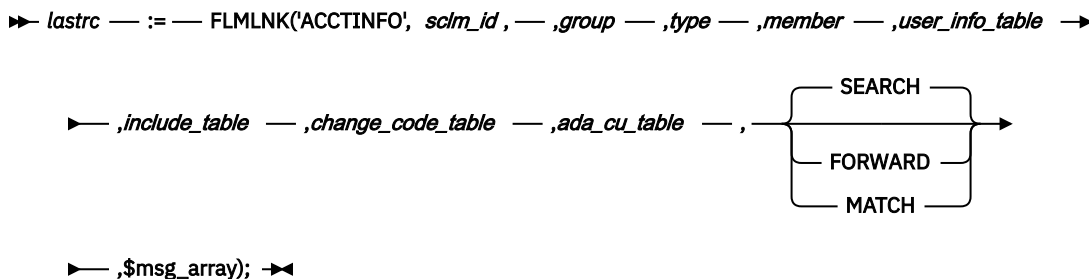 lastrc := FLMLNK('ACCTINFO', sclm_id , ,group ,type ,member ,user_info_table
SEARCH
,include_table ,change_code_table ,ada_cu_table ,
FORWARD
MATCH
,$msg_array);